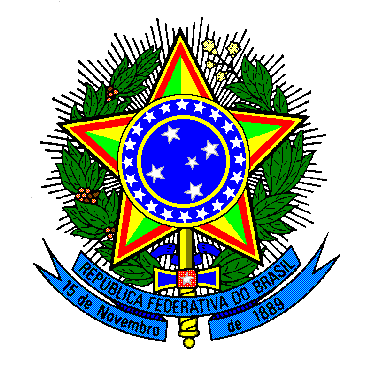 REPÚBLICA FEDERATIVA DO BRASIL
15 de Novembro de 1889